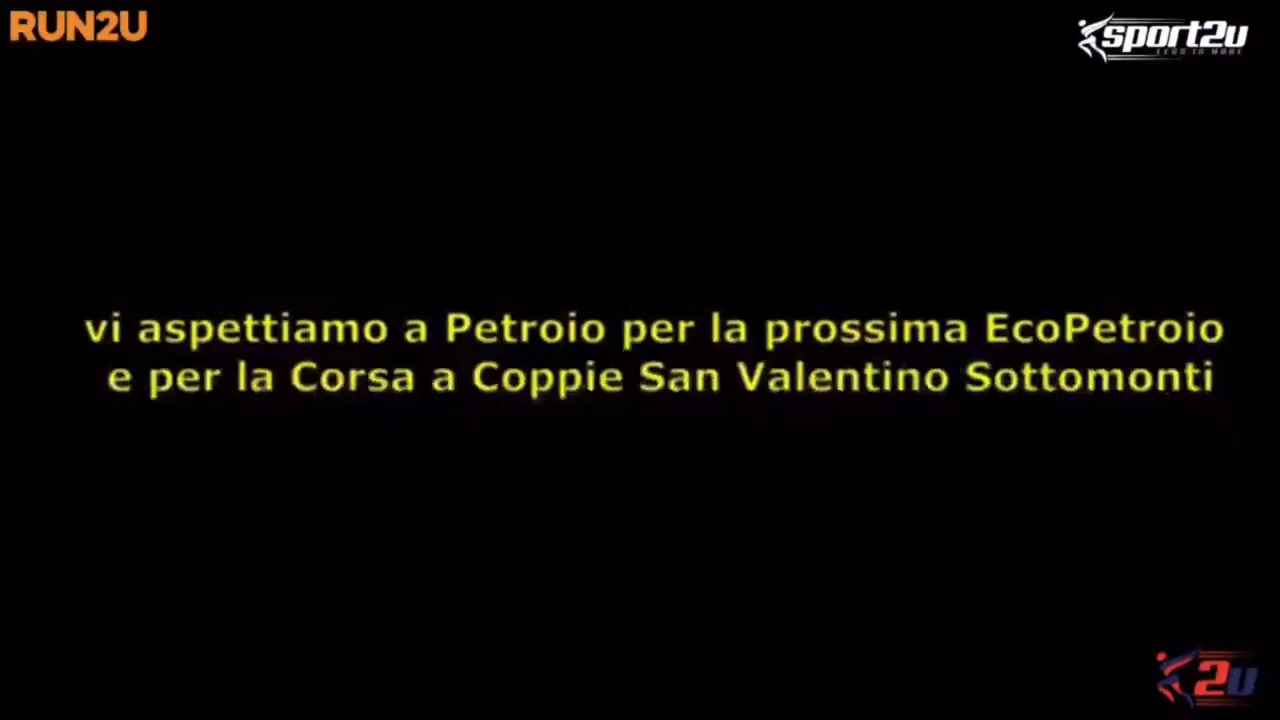 RUN2U
sport2u
vi aspettiamo a Petroio per la prossima EcoPetroio
e per la Corsa a Coppie San Valentino Sottomonti
2u